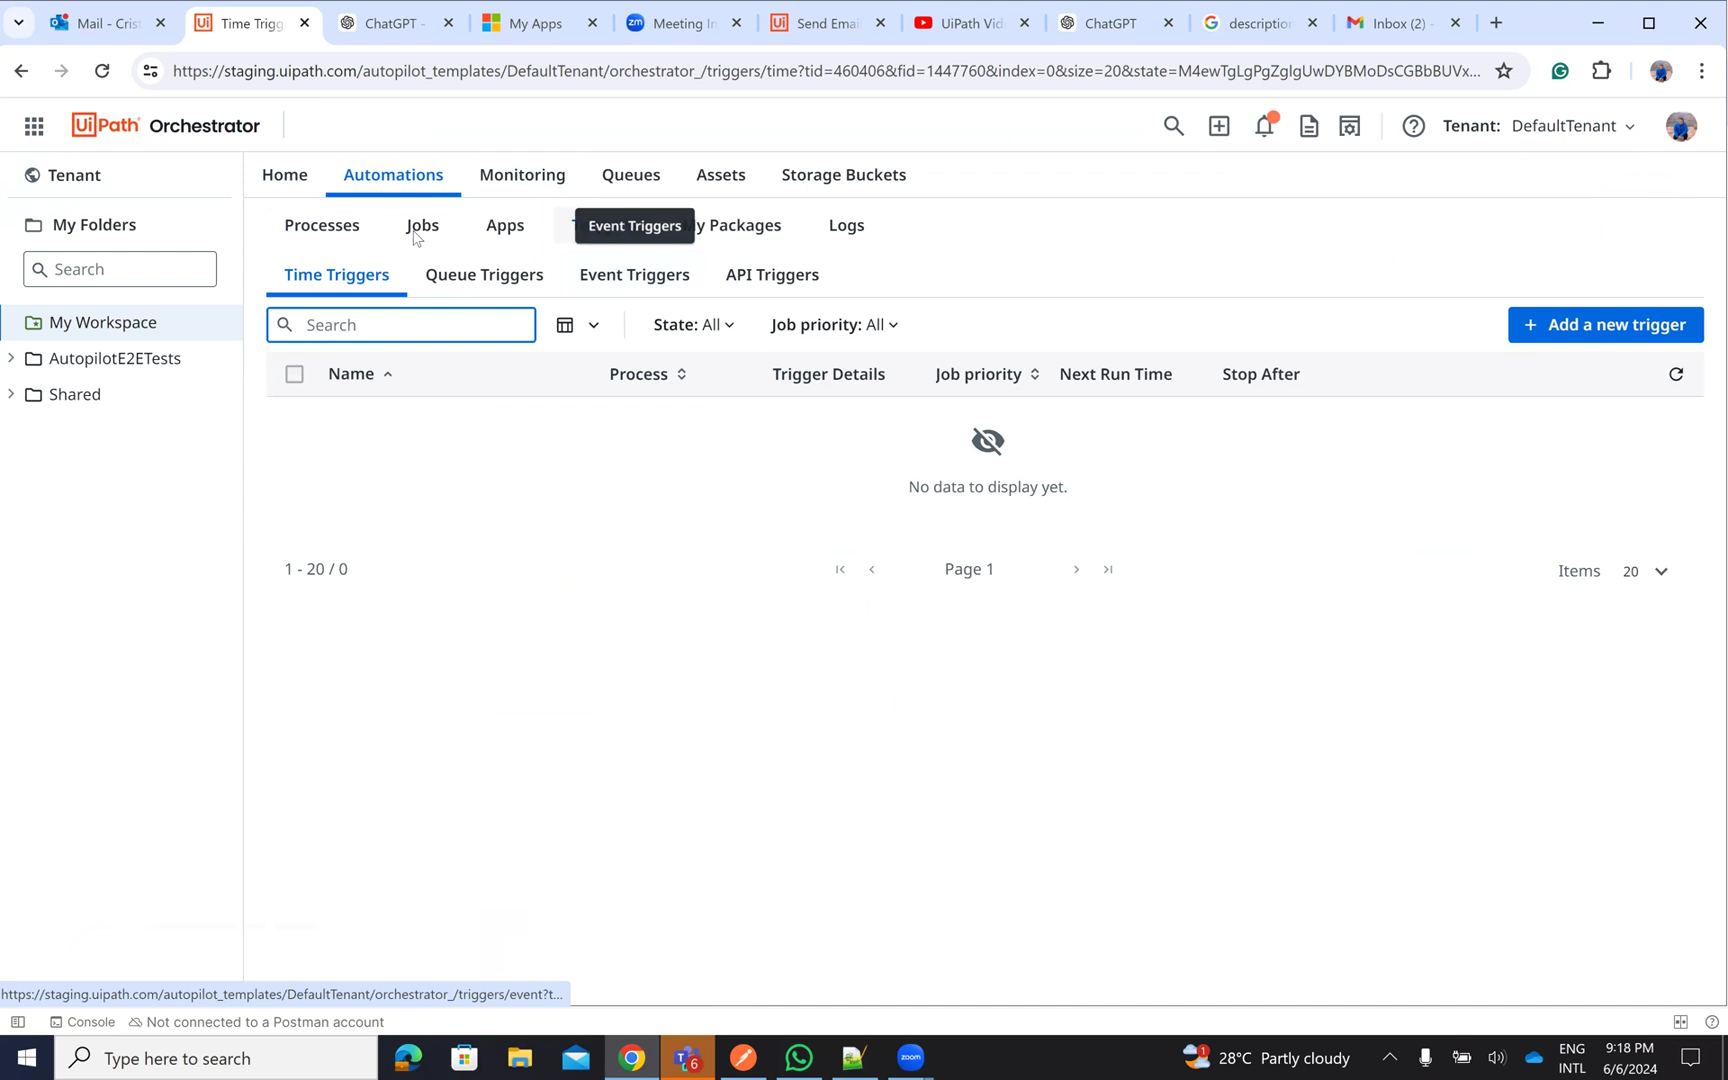 Mail - Crist
Time Trigg
ChatGPT -
My Apps
Meeting In
Send Email
UiPath Vid
ChatGPT
description
Inbox (2) -
https://staging.uipath.com/autopilot_templates/DefaultTenant/orchestrator_/triggers/time?tid=460406&fid=1447760&index=0&size=20&state=M4ewTgLgPgZglgUwDYBMoDsCGBbBUVx...
UiPath Orchestrator
Tenant: DefaultTenant
Tenant
Home
Automations
Monitoring
Queues
Assets
Storage Buckets
My Folders
Processes
Jobs
Apps
Event Triggers
y Packages
Logs
Search
Time Triggers
Queue Triggers
Event Triggers
API Triggers
My Workspace
Search
State: All
Job priority: All
+ Add a new trigger
AutopilotE2ETests
Name
Process
Trigger Details
Job priority
Next Run Time
Stop After
Shared
No data to display yet.
1 - 20 / 0
Page 1
Items 20
https://staging.uipath.com/autopilot_templates/DefaultTenant/orchestrator_/triggers/event?t...
Console
Not connected to a Postman account
Type here to search
6
zoom
1
28°C Partly cloudy
ENG
INTL
9:18 PM
6/6/2024